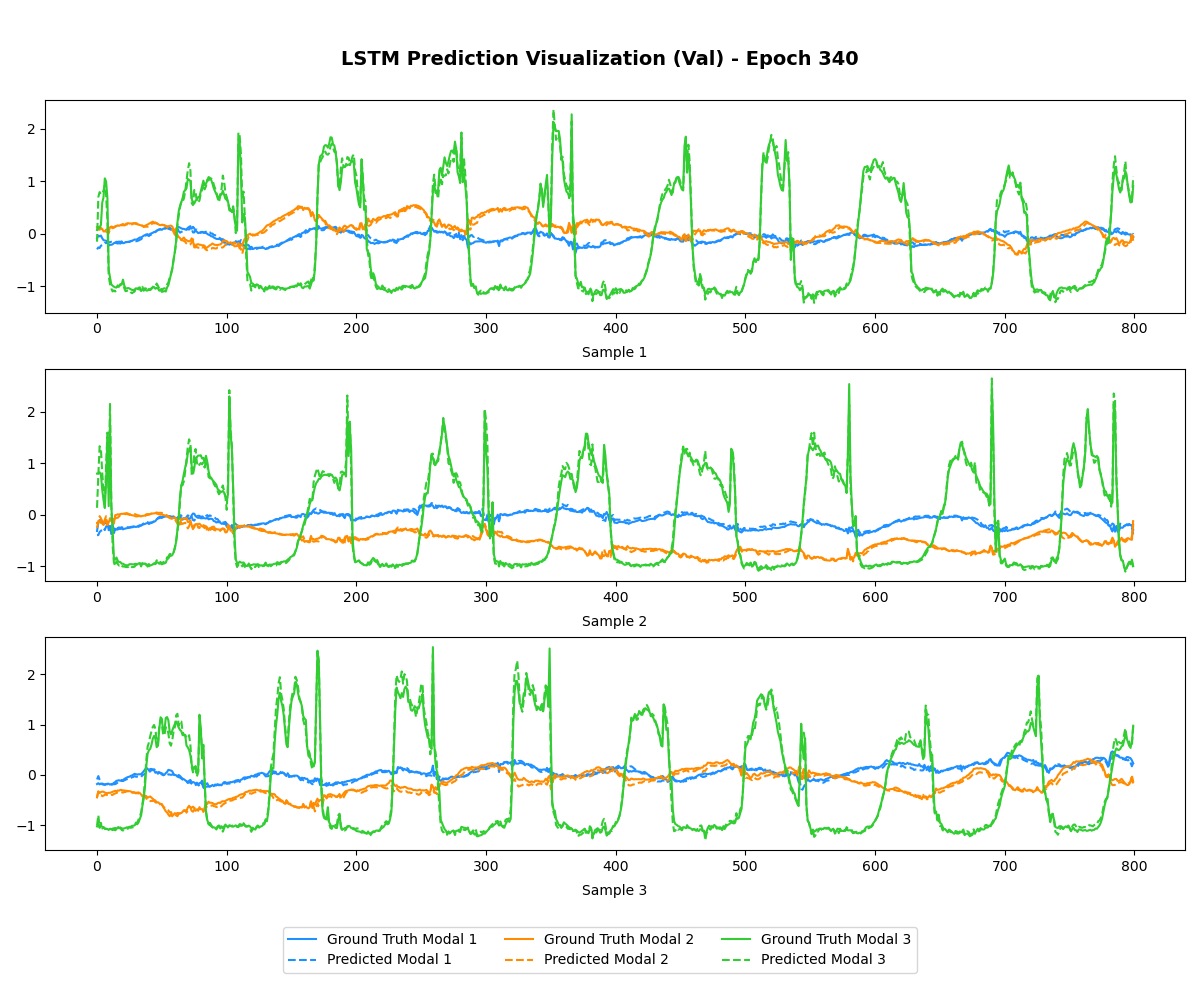 LSTM Prediction Visualization (Val) - Epoch 340
2
1
0
−1
0 100 200 300 400 500 600 700 800
Sample 1
2
1
0
−1
0 100 200 300 400 500 600 700 800
Sample 2
2
1
0
−1
0 100 200 300 400 500 600 700 800
Sample 3
Ground Truth Modal 1 Ground Truth Modal 2 Ground Truth Modal 3
Predicted Modal 1 Predicted Modal 2 Predicted Modal 3